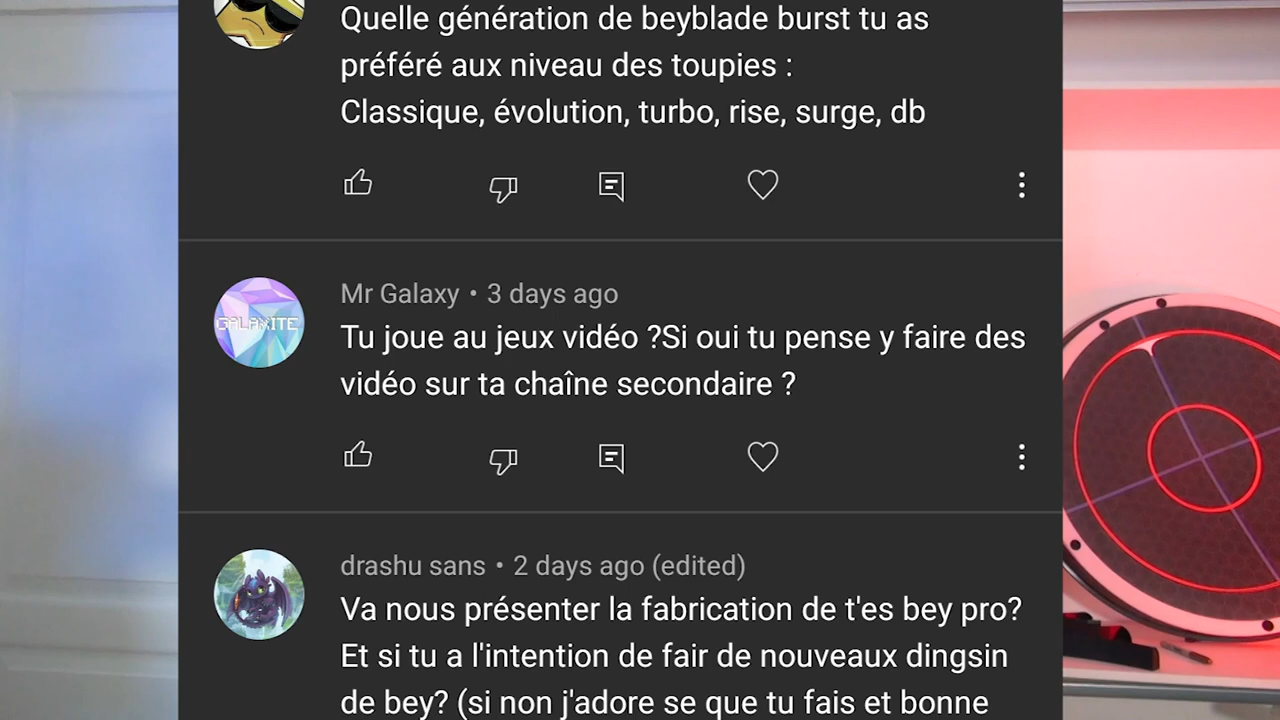 Quelle génération de beyblade burst tu as
préféré aux niveau des toupies :
Classique, évolution, turbo, rise, surge, db
Mr Galaxy • 3 days ago
GALAXITE
Tu joue au jeux vidéo ?Si oui tu pense y faire des
vidéo sur ta chaîne secondaire ?
drashu sans • 2 days ago (edited)
Va nous présenter la fabrication de t'es bey pro?
Et si tu a l'intention de fair de nouveaux dingsin
de bey? (si non j'adore se que tu fais et bonne